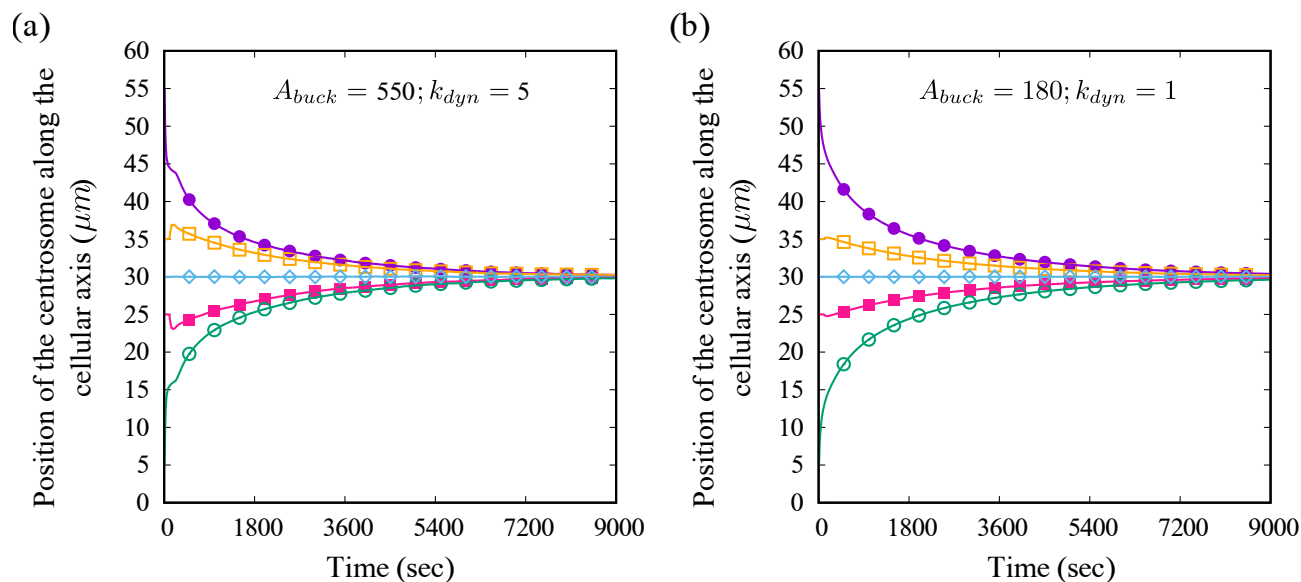 (a)
Position of the centrosome along the
cellular axis (μm)
60
55
50
45
40
35
30
25
20
15
10
5
0
A_buck = 550; k_dyn = 5
0 1800 3600 5400 7200 9000
Time (sec)
(b)
Position of the centrosome along the
cellular axis (μm)
60
55
50
45
40
35
30
25
20
15
10
5
0
A_buck = 180; k_dyn = 1
0 1800 3600 5400 7200 9000
Time (sec)